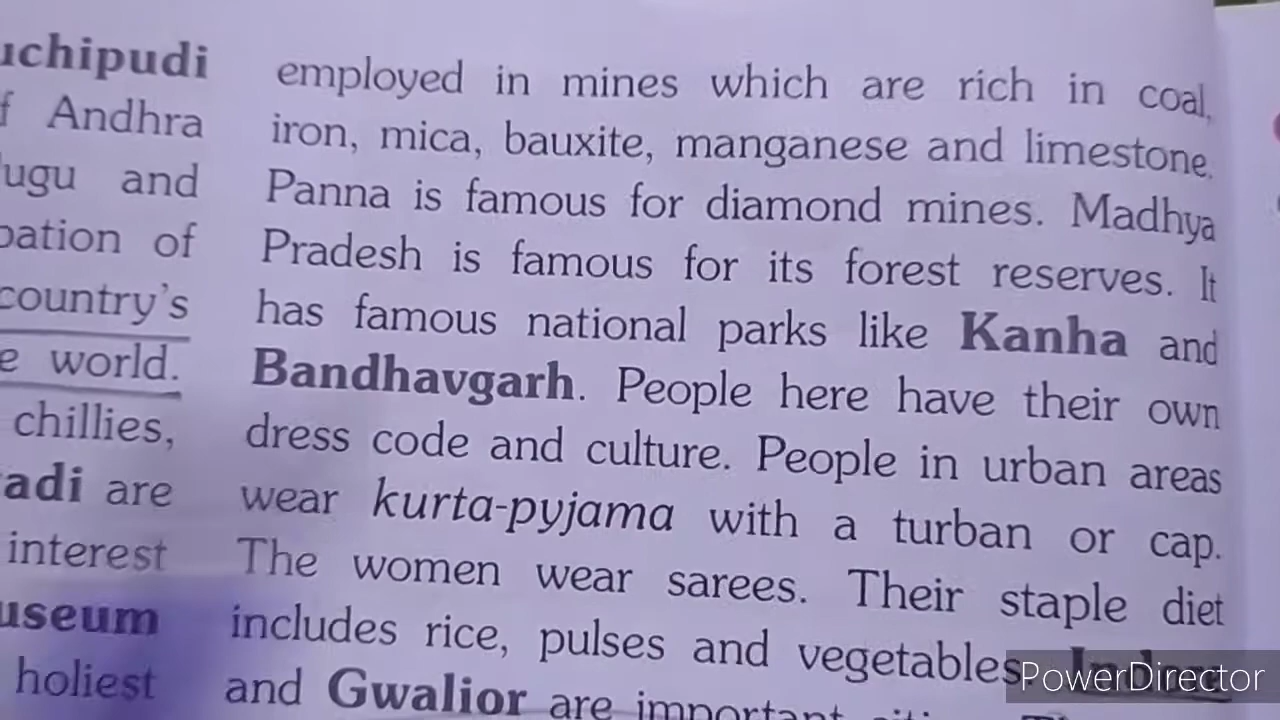 uchipudi
f Andhra
ugu and
pation of
country's
e world.
chillies,
adi are
interest
useum
holiest
employed in mines which are rich in coal,
iron, mica, bauxite, manganese and limestone.
Panna is famous for diamond mines. Madhya
Pradesh is famous for its forest reserves. It
has famous national parks like Kanha and
Bandhavgarh. People here have their own
dress code and culture. People in urban areas
wear kurta-pyjama with a turban or cap.
The women wear sarees. Their staple diet
includes rice, pulses and vegetables. Indore
and Gwalior are important
PowerDirector